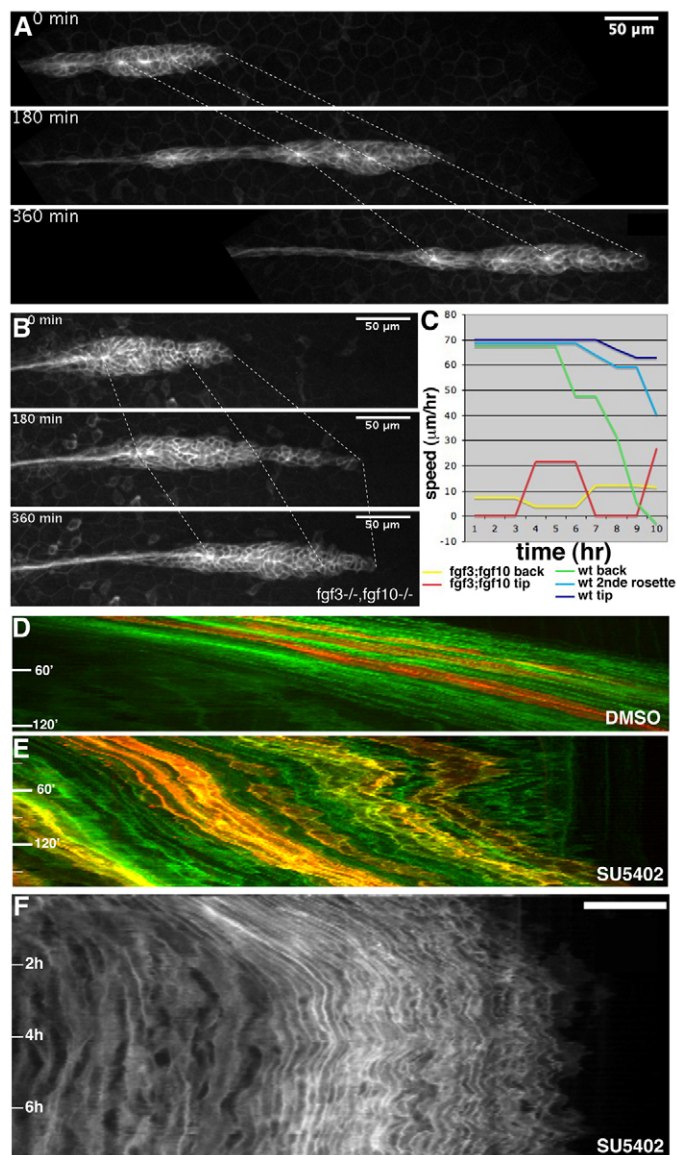 A 0 min
50 µm
180 min
360 min
B 0 min
50 µm
180 min
50 µm
360 min
50 µm
fgf3-/-,fgf10-/-
C
80
70
60
50
40
30
20
10
0
-10
speed (µm/hr)
1 2 3 4 5 6 7 8 9 10
time (hr)
fgf3;fgf10 back
fgf3;fgf10 tip
wt back
wt 2nde rosette
wt tip
D
60'
120'
DMSO
E
60'
120'
SU5402
F
2h
4h
6h
SU5402